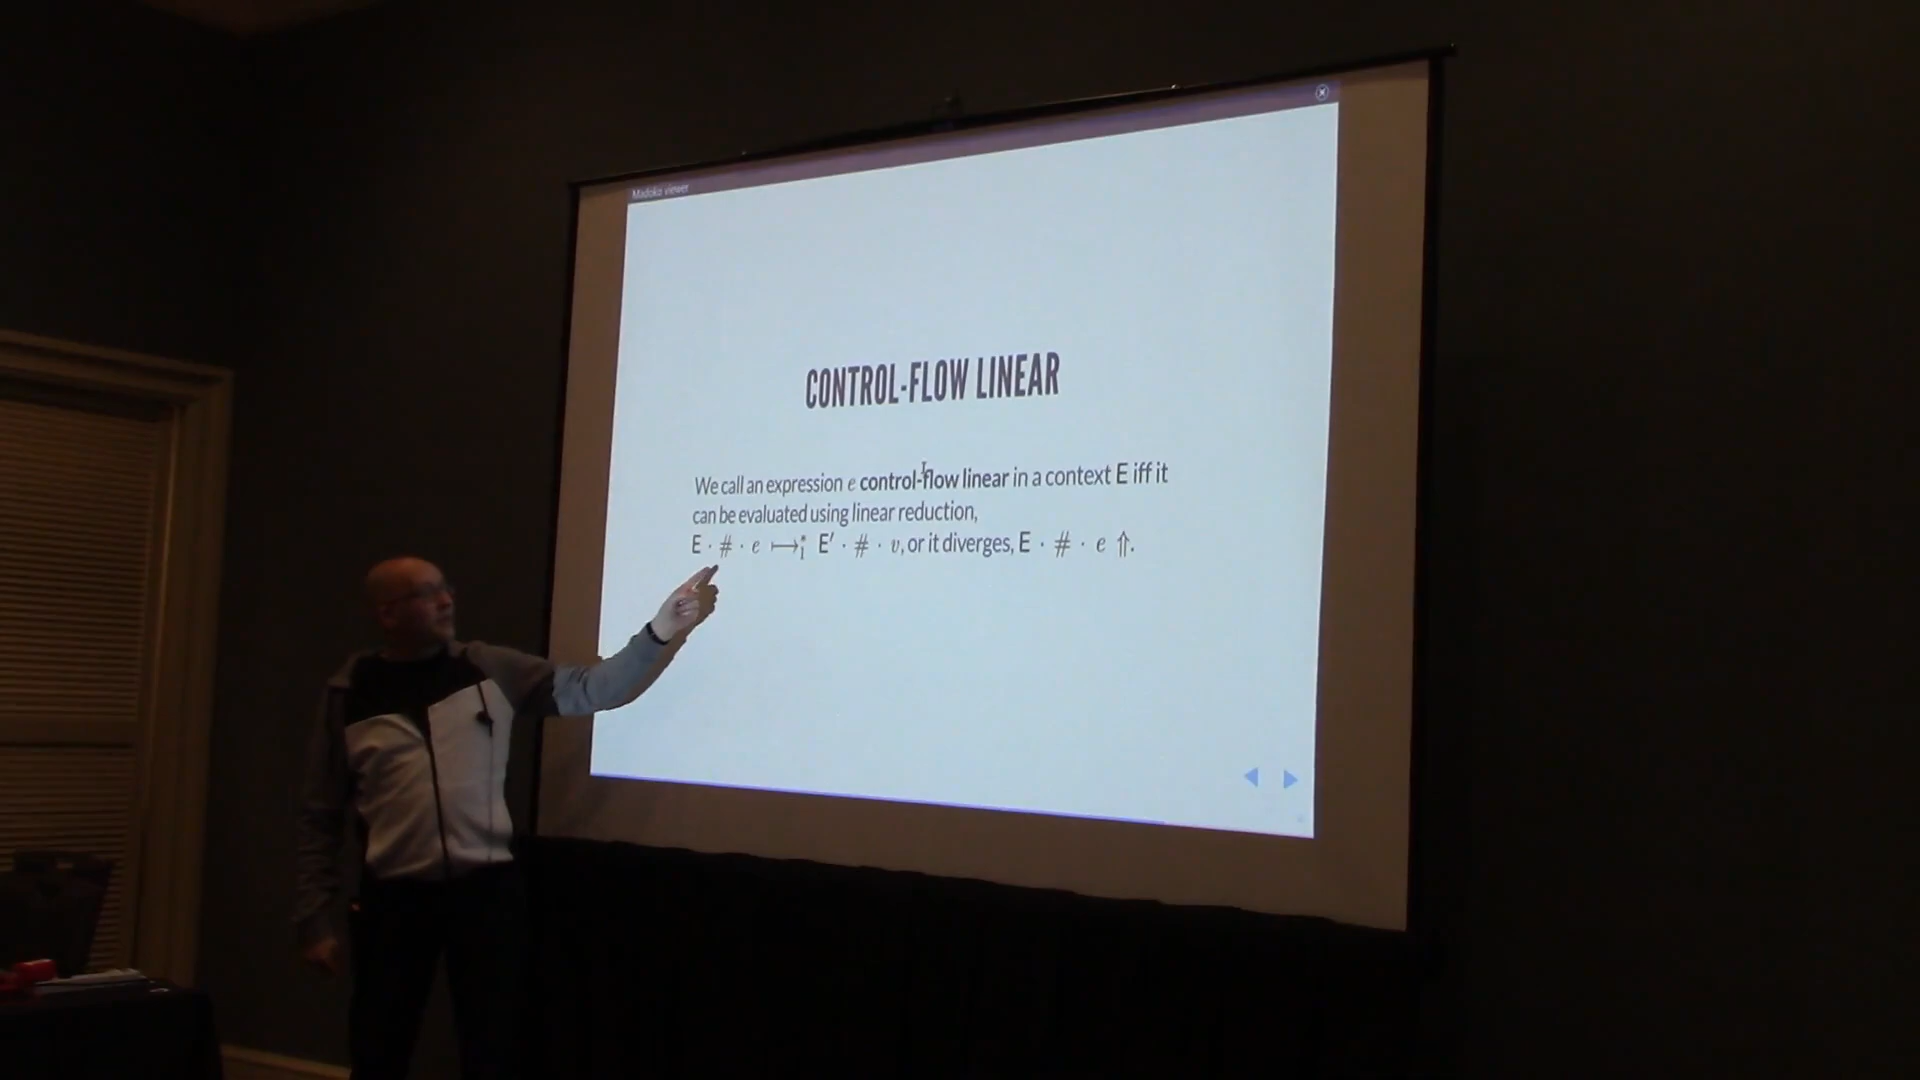 Madoko viewer
CONTROL-FLOW LINEAR
We call an expression e control-flow linear in a context E iff it
can be evaluated using linear reduction,
E · # · e ⟼ₗ* E′ · # · v, or it diverges, E · # · e ⇑.